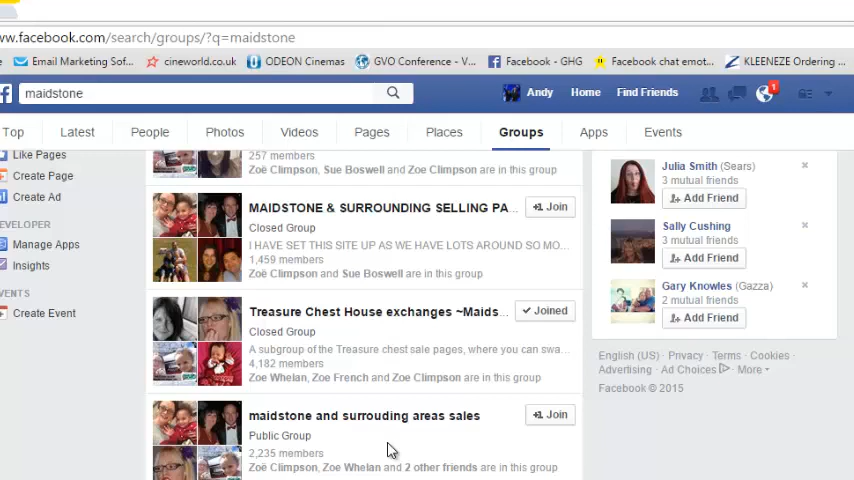 ww.facebook.com/search/groups/?q=maidstone
Email Marketing Sof... cineworld.co.uk ODEON Cinemas GVO Conference - V... Facebook - GHG Facebook chat emot... KLEENEZE Ordering ...
maidstone
Andy Home Find Friends 1
Top Latest People Photos Videos Pages Places Groups Apps Events
Like Pages
Create Page
Create Ad
EVELOPER
Manage Apps
Insights
VENTS
Create Event
257 members
Zoë Climpson, Sue Boswell and Zoe Climpson are in this group
MAIDSTONE & SURROUNDING SELLING PA...
+1 Join
Closed Group
I HAVE SET THIS SITE UP AS WE HAVE LOTS AROUND SO MO...
1,459 members
Zoë Climpson and Sue Boswell are in this group
Treasure Chest House exchanges ~Maids...
Joined
Closed Group
A subgroup of the Treasure chest sale pages, where you can swa...
4,182 members
Zoe Whelan, Zoe French and Zoe Climpson are in this group
maidstone and surrouding areas sales
+1 Join
Public Group
2,235 members
Zoë Climpson, Zoe Whelan and 2 other friends are in this group
Julia Smith (Sears)
3 mutual friends
Add Friend
Sally Cushing
3 mutual friends
Add Friend
Gary Knowles (Gazza)
2 mutual friends
Add Friend
English (US) · Privacy · Terms · Cookies ·
Advertising · Ad Choices · More
Facebook © 2015